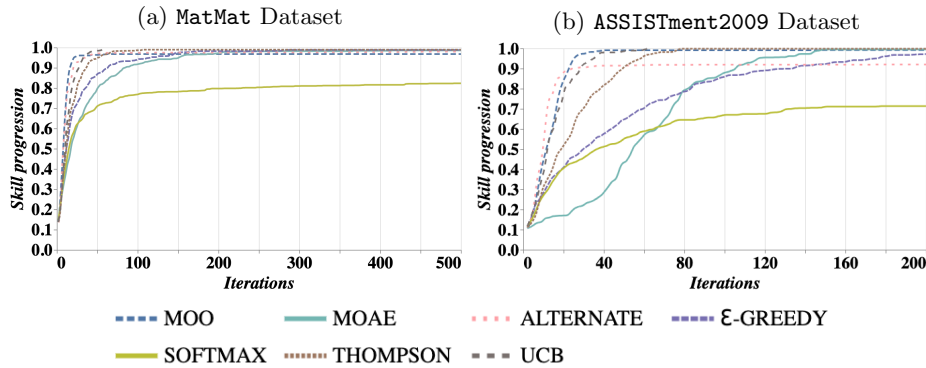 (a) MatMat Dataset
(b) ASSISTment2009 Dataset
Skill progression
1.0
0.9
0.8
0.7
0.6
0.5
0.4
0.3
0.2
0.1
0.0
0 100 200 300 400 500
Iterations
Skill progression
1.0
0.9
0.8
0.7
0.6
0.5
0.4
0.3
0.2
0.1
0.0
0 40 80 120 160 200
Iterations
MOO MOAE ALTERNATE Ɛ-GREEDY
SOFTMAX THOMPSON UCB